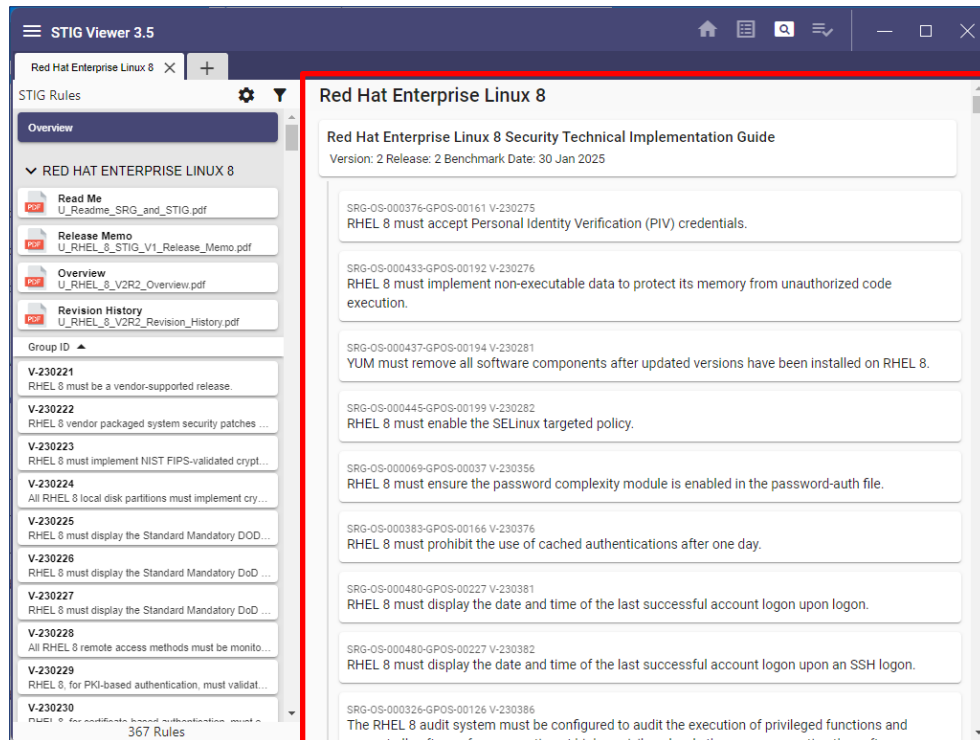 STIG Viewer 3.5
Red Hat Enterprise Linux 8
STIG Rules
Overview
RED HAT ENTERPRISE LINUX 8
PDF
Read Me
U_Readme_SRG_and_STIG.pdf
PDF
Release Memo
U_RHEL_8_STIG_V1_Release_Memo.pdf
PDF
Overview
U_RHEL_8_V2R2_Overview.pdf
PDF
Revision History
U_RHEL_8_V2R2_Revision_History.pdf
Group ID
V-230221
RHEL 8 must be a vendor-supported release.
V-230222
RHEL 8 vendor packaged system security patches ...
V-230223
RHEL 8 must implement NIST FIPS-validated crypt...
V-230224
All RHEL 8 local disk partitions must implement cry...
V-230225
RHEL 8 must display the Standard Mandatory DOD...
V-230226
RHEL 8 must display the Standard Mandatory DoD ...
V-230227
RHEL 8 must display the Standard Mandatory DoD ...
V-230228
All RHEL 8 remote access methods must be monito...
V-230229
RHEL 8, for PKI-based authentication, must validat...
V-230230
367 Rules
Red Hat Enterprise Linux 8
Red Hat Enterprise Linux 8 Security Technical Implementation Guide
Version: 2 Release: 2 Benchmark Date: 30 Jan 2025
SRG-OS-000376-GPOS-00161 V-230275
RHEL 8 must accept Personal Identity Verification (PIV) credentials.
SRG-OS-000433-GPOS-00192 V-230276
RHEL 8 must implement non-executable data to protect its memory from unauthorized code
execution.
SRG-OS-000437-GPOS-00194 V-230281
YUM must remove all software components after updated versions have been installed on RHEL 8.
SRG-OS-000445-GPOS-00199 V-230282
RHEL 8 must enable the SELinux targeted policy.
SRG-OS-000069-GPOS-00037 V-230356
RHEL 8 must ensure the password complexity module is enabled in the password-auth file.
SRG-OS-000383-GPOS-00166 V-230376
RHEL 8 must prohibit the use of cached authentications after one day.
SRG-OS-000480-GPOS-00227 V-230381
RHEL 8 must display the date and time of the last successful account logon upon logon.
SRG-OS-000480-GPOS-00227 V-230382
RHEL 8 must display the date and time of the last successful account logon upon an SSH logon.
SRG-OS-000326-GPOS-00126 V-230386
The RHEL 8 audit system must be configured to audit the execution of privileged functions and